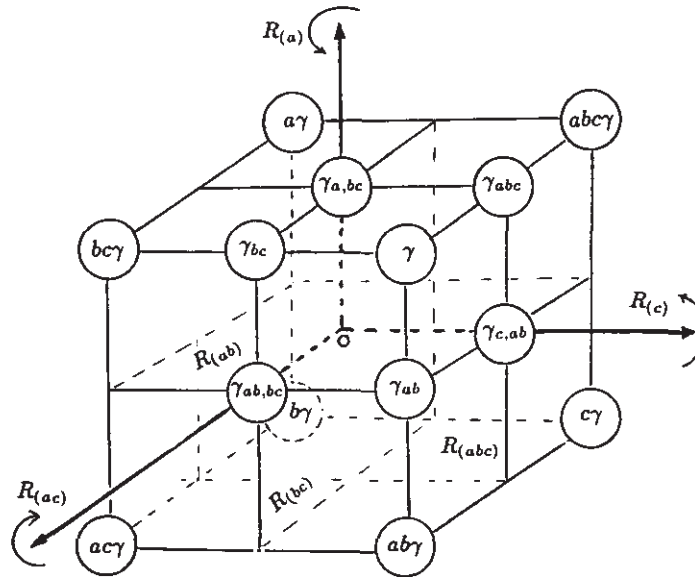 R_(a)
aγ
abcγ
γ_a,bc
γ_abc
bcγ
γ_bc
γ
R_(c)
γ_c,ab
o
R_(ab)
γ_ab,bc
γ_ab
bγ
cγ
R_(abc)
R_(ac)
R_(bc)
acγ
abγ